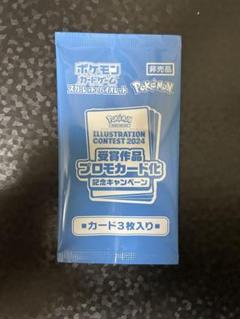 ポケモン
カードゲーム
スカーレット&バイオレット
非売品
POKÉMON
Pokémon
ILLUSTRATION
CONTEST 2024
受賞作品
プロモカード化
記念キャンペーン
■カード3枚入り■